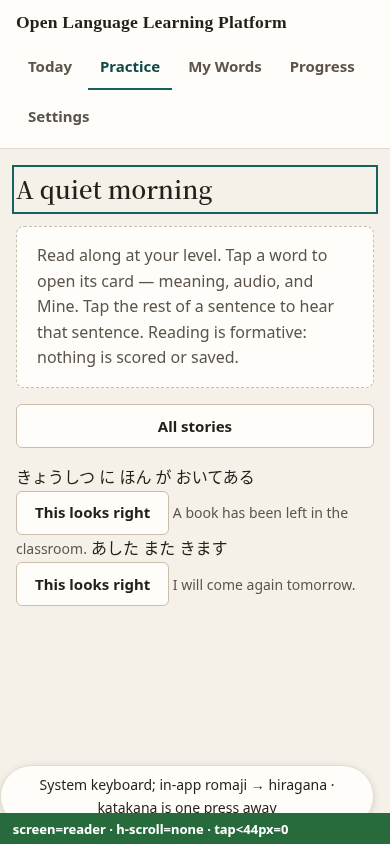 Open Language Learning Platform
Today Practice My Words Progress
Settings
A quiet morning
Read along at your level. Tap a word to
open its card — meaning, audio, and
Mine. Tap the rest of a sentence to hear
that sentence. Reading is formative:
nothing is scored or saved.
All stories
きょうしつ に ほん が おいてある
This looks right A book has been left in the
classroom. あした また きます
This looks right I will come again tomorrow.
System keyboard; in-app romaji → hiragana ·
katakana is one press away
screen=reader · h-scroll=none · tap<44px=0